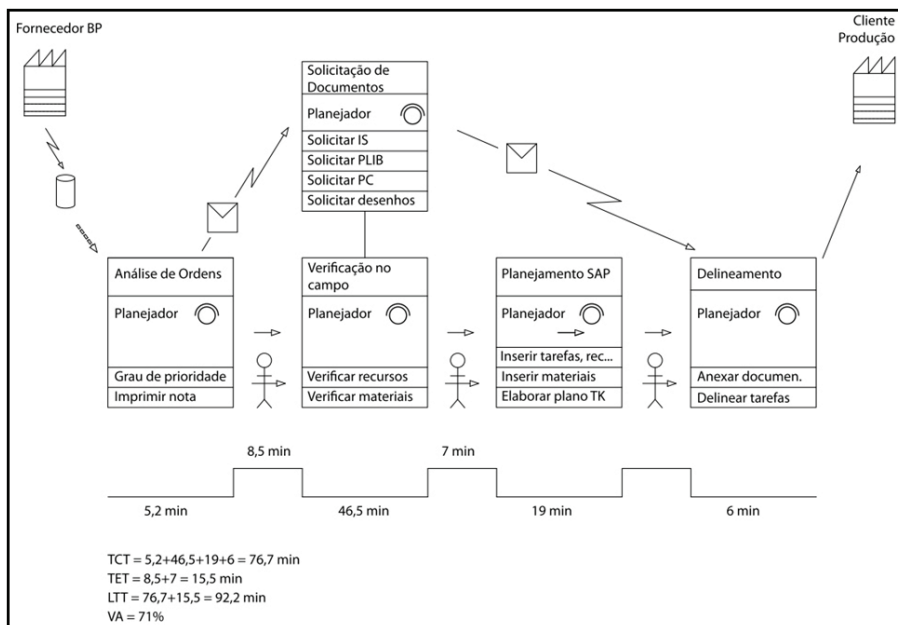 Fornecedor BP
Cliente
Produção
Solicitação de
Documentos
Planejador
Solicitar IS
Solicitar PLIB
Solicitar PC
Solicitar desenhos
Análise de Ordens
Planejador
Grau de prioridade
Imprimir nota
Verificação no
campo
Planejador
Verificar recursos
Verificar materiais
Planejamento SAP
Planejador
Inserir tarefas, rec...
Inserir materiais
Elaborar plano TK
Delineamento
Planejador
Anexar documen.
Delinear tarefas
8,5 min
7 min
5,2 min
46,5 min
19 min
6 min
TCT = 5,2+46,5+19+6 = 76,7 min
TET = 8,5+7 = 15,5 min
LTT = 76,7+15,5 = 92,2 min
VA = 71%